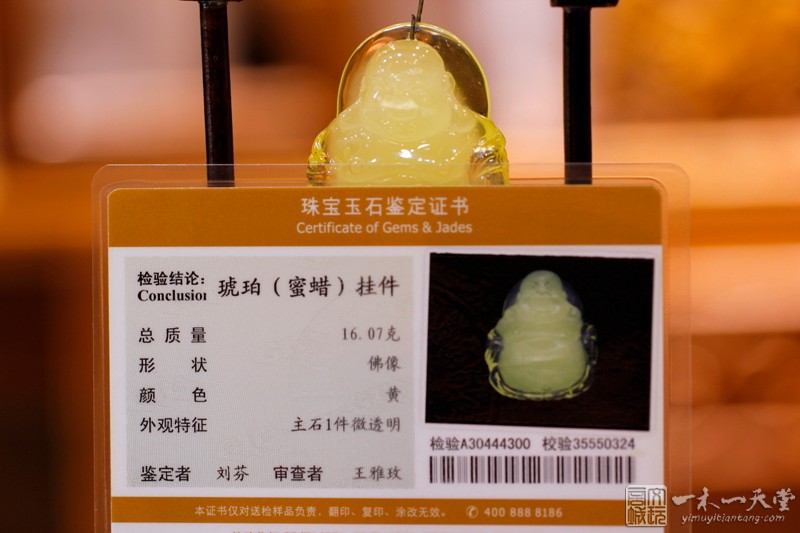 珠宝玉石鉴定证书
Certificate of Gems & Jades
检验结论:
Conclusion
琥珀（蜜蜡）挂件
总质量 16.07克
形状 佛像
颜色 黄
外观特征 主石1件微透明
鉴定者 刘芬 审查者 王雅玫
检验A30444300 校验35550324
本证书仅对送检样品负责，翻印、复印、涂改无效。 400 888 8186
一木一天堂
yimuyitiantang.com